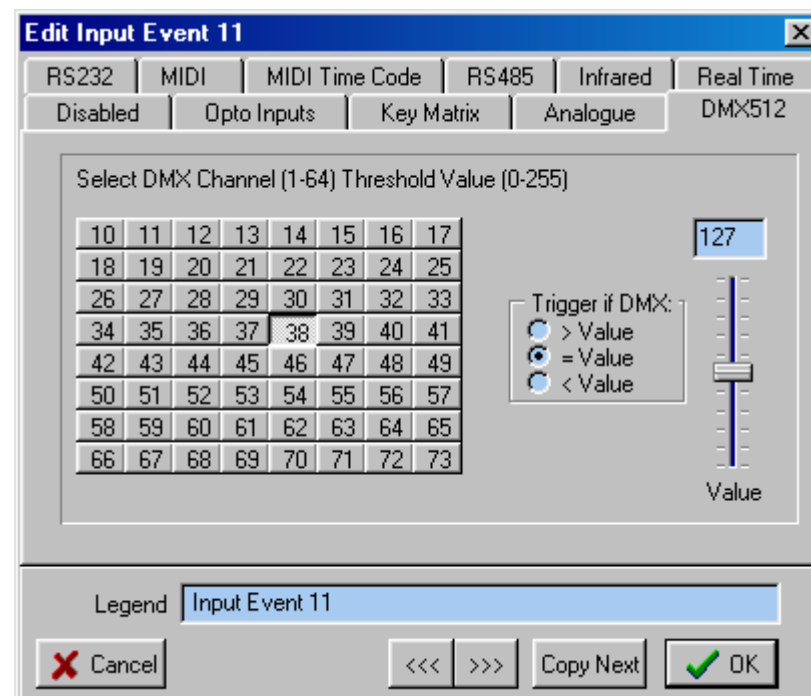 Edit Input Event 11
RS232 MIDI MIDI Time Code RS485 Infrared Real Time
Disabled Opto Inputs Key Matrix Analogue DMX512
Select DMX Channel (1-64) Threshold Value (0-255)
127
10 11 12 13 14 15 16 17
18 19 20 21 22 23 24 25
26 27 28 29 30 31 32 33
34 35 36 37 38 39 40 41
42 43 44 45 46 47 48 49
50 51 52 53 54 55 56 57
58 59 60 61 62 63 64 65
66 67 68 69 70 71 72 73
Trigger if DMX:
> Value
= Value
< Value
Value
Legend Input Event 11
Cancel <<< >>> Copy Next OK